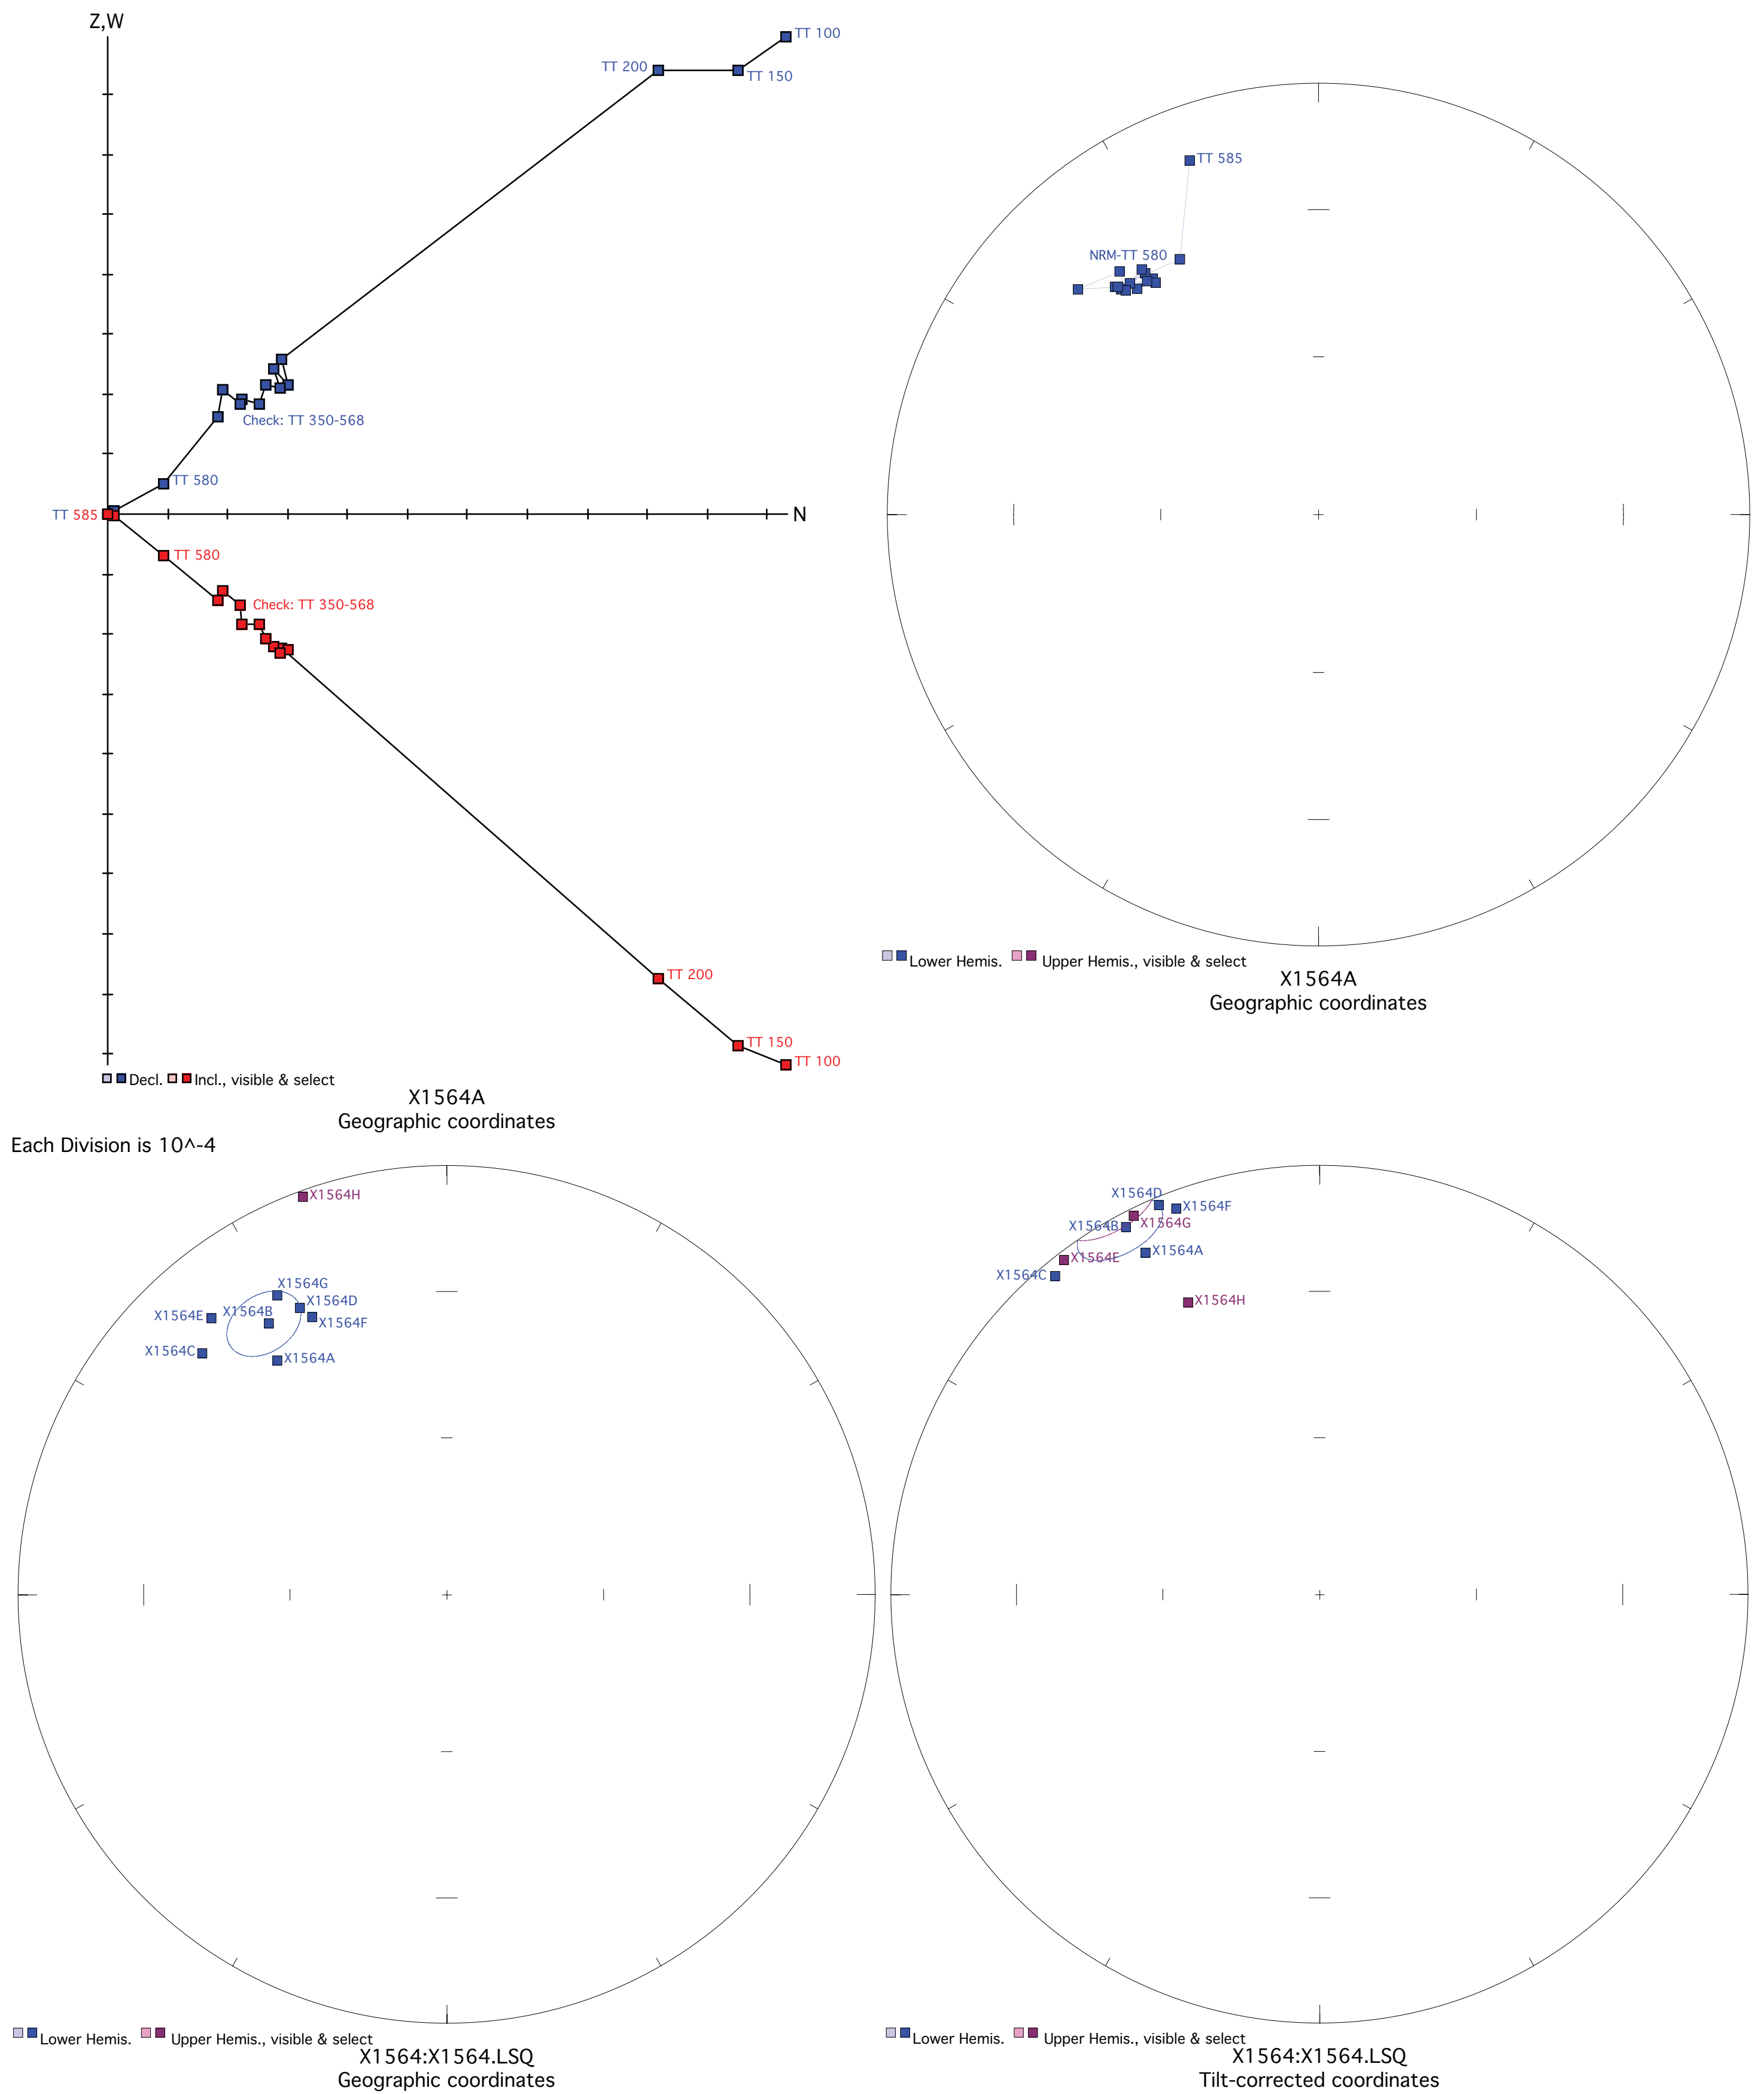 Z,W
TT 100
TT 200
TT 150
Check: TT 350-568
TT 580
TT 585
N
TT 580
Check: TT 350-568
TT 200
TT 150
TT 100
Decl. Incl., visible & select
X1564A
Geographic coordinates
Each Division is 10^-4
TT 585
NRM-TT 580
Lower Hemis. Upper Hemis., visible & select
X1564A
Geographic coordinates
X1564H
X1564G
X1564D
X1564E
X1564B
X1564F
X1564C
X1564A
Lower Hemis. Upper Hemis., visible & select
X1564:X1564.LSQ
Geographic coordinates
X1564D
X1564F
X1564B
X1564G
X1564A
X1564E
X1564C
X1564H
Lower Hemis. Upper Hemis., visible & select
X1564:X1564.LSQ
Tilt-corrected coordinates